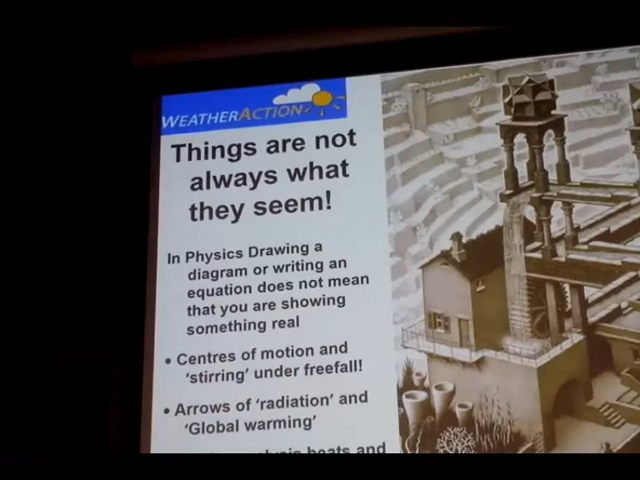 WEATHERACTION
Things are not
always what
they seem!
In Physics Drawing a
diagram or writing an
equation does not mean
that you are showing
something real
• Centres of motion and
'stirring' under freefall!
• Arrows of 'radiation' and
'Global warming'
beats and